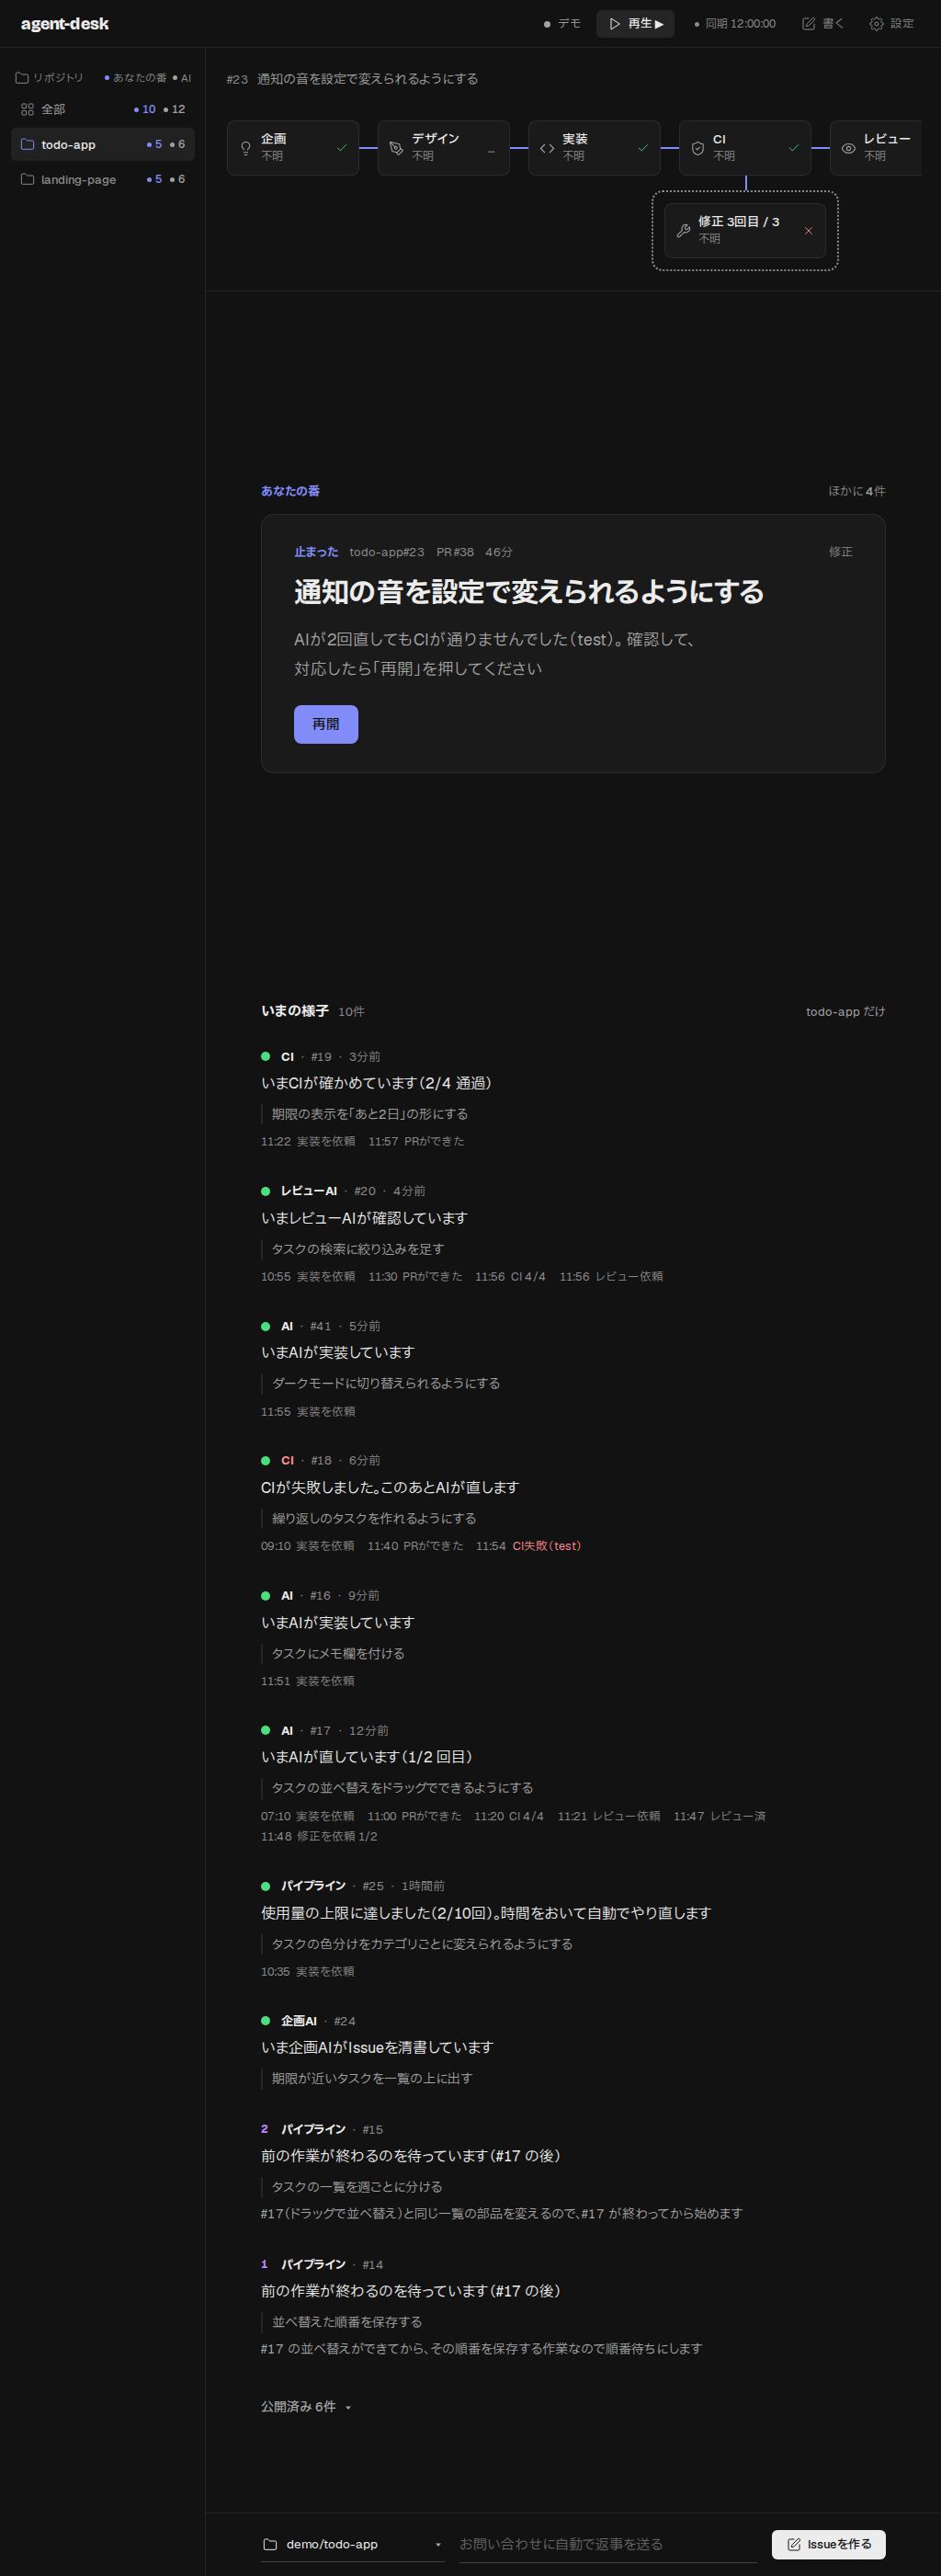 agent-desk
デモ 再生 ▶ 同期 12:00:00 書く 設定
リポジトリ あなたの番 AI
全部 10 12
todo-app 5 6
landing-page 5 6
#23 通知の音を設定で変えられるようにする
企画
不明
デザイン
不明 …
実装
不明
CI
不明
レビュー
不明
修正 3回目 / 3
不明
あなたの番 ほかに4件
止まった todo-app#23 PR#38 46分 修正
通知の音を設定で変えられるようにする
AIが2回直してもCIが通りませんでした（test）。確認して、
対応したら「再開」を押してください
再開
いまの様子 10件 todo-app だけ
CI · #19 · 3分前
いまCIが確かめています（2/4 通過）
期限の表示を「あと2日」の形にする
11:22 実装を依頼 11:57 PRができた
レビューAI · #20 · 4分前
いまレビューAIが確認しています
タスクの検索に絞り込みを足す
10:55 実装を依頼 11:30 PRができた 11:56 CI 4/4 11:56 レビュー依頼
AI · #41 · 5分前
いまAIが実装しています
ダークモードに切り替えられるようにする
11:55 実装を依頼
CI · #18 · 6分前
CIが失敗しました。このあとAIが直します
繰り返しのタスクを作れるようにする
09:10 実装を依頼 11:40 PRができた 11:54 CI失敗（test）
AI · #16 · 9分前
いまAIが実装しています
タスクにメモ欄を付ける
11:51 実装を依頼
AI · #17 · 12分前
いまAIが直しています（1/2 回目）
タスクの並べ替えをドラッグでできるようにする
07:10 実装を依頼 11:00 PRができた 11:20 CI 4/4 11:21 レビュー依頼 11:47 レビュー済
11:48 修正を依頼 1/2
パイプライン · #25 · 1時間前
使用量の上限に達しました（2/10回）。時間をおいて自動でやり直します
タスクの色分けをカテゴリごとに変えられるようにする
10:35 実装を依頼
企画AI · #24
いま企画AIがIssueを清書しています
期限が近いタスクを一覧の上に出す
2 パイプライン · #15
前の作業が終わるのを待っています（#17 の後）
タスクの一覧を週ごとに分ける
#17（ドラッグで並べ替え）と同じ一覧の部品を変えるので、#17 が終わってから始めます
1 パイプライン · #14
前の作業が終わるのを待っています（#17 の後）
並べ替えた順番を保存する
#17 の並べ替えができてから、その順番を保存する作業なので順番待ちにします
公開済み 6件
demo/todo-app お問い合わせに自動で返事を送る Issueを作る